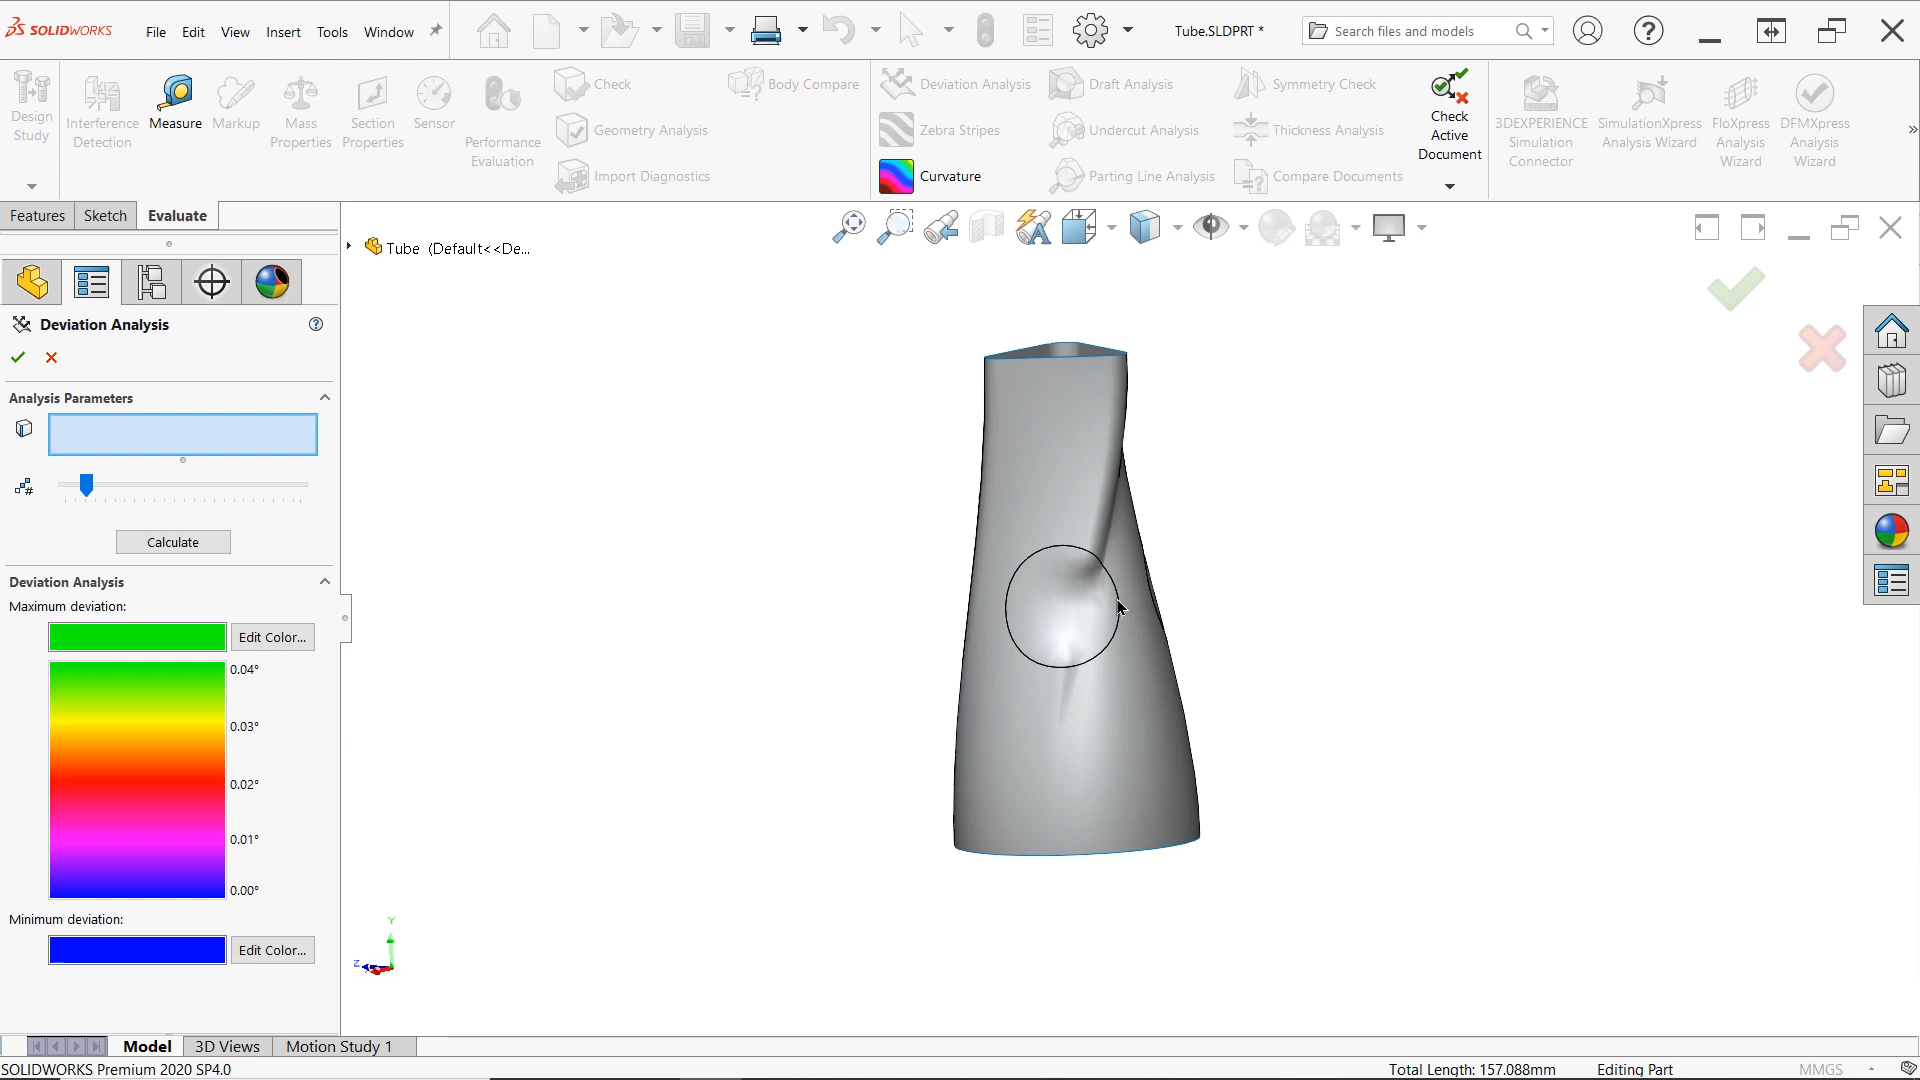 SOLIDWORKS
File Edit View Insert Tools Window
Tube.SLDPRT *
Search files and models
Design Study
Interference Detection
Measure
Markup
Mass Properties
Section Properties
Sensor
Performance Evaluation
Check
Geometry Analysis
Import Diagnostics
Body Compare
Deviation Analysis
Zebra Stripes
Curvature
Draft Analysis
Undercut Analysis
Parting Line Analysis
Symmetry Check
Thickness Analysis
Compare Documents
Check Active Document
3DEXPERIENCE Simulation Connector
SimulationXpress Analysis Wizard
FloXpress Analysis Wizard
DFMXpress Analysis Wizard
Features Sketch Evaluate
Tube (Default<<De...
Deviation Analysis
Analysis Parameters
Calculate
Deviation Analysis
Maximum deviation:
Edit Color...
0.04°
0.03°
0.02°
0.01°
0.00°
Minimum deviation:
Edit Color...
Y
Z
Model 3D Views Motion Study 1
SOLIDWORKS Premium 2020 SP4.0
Total Length: 157.088mm Editing Part MMGS